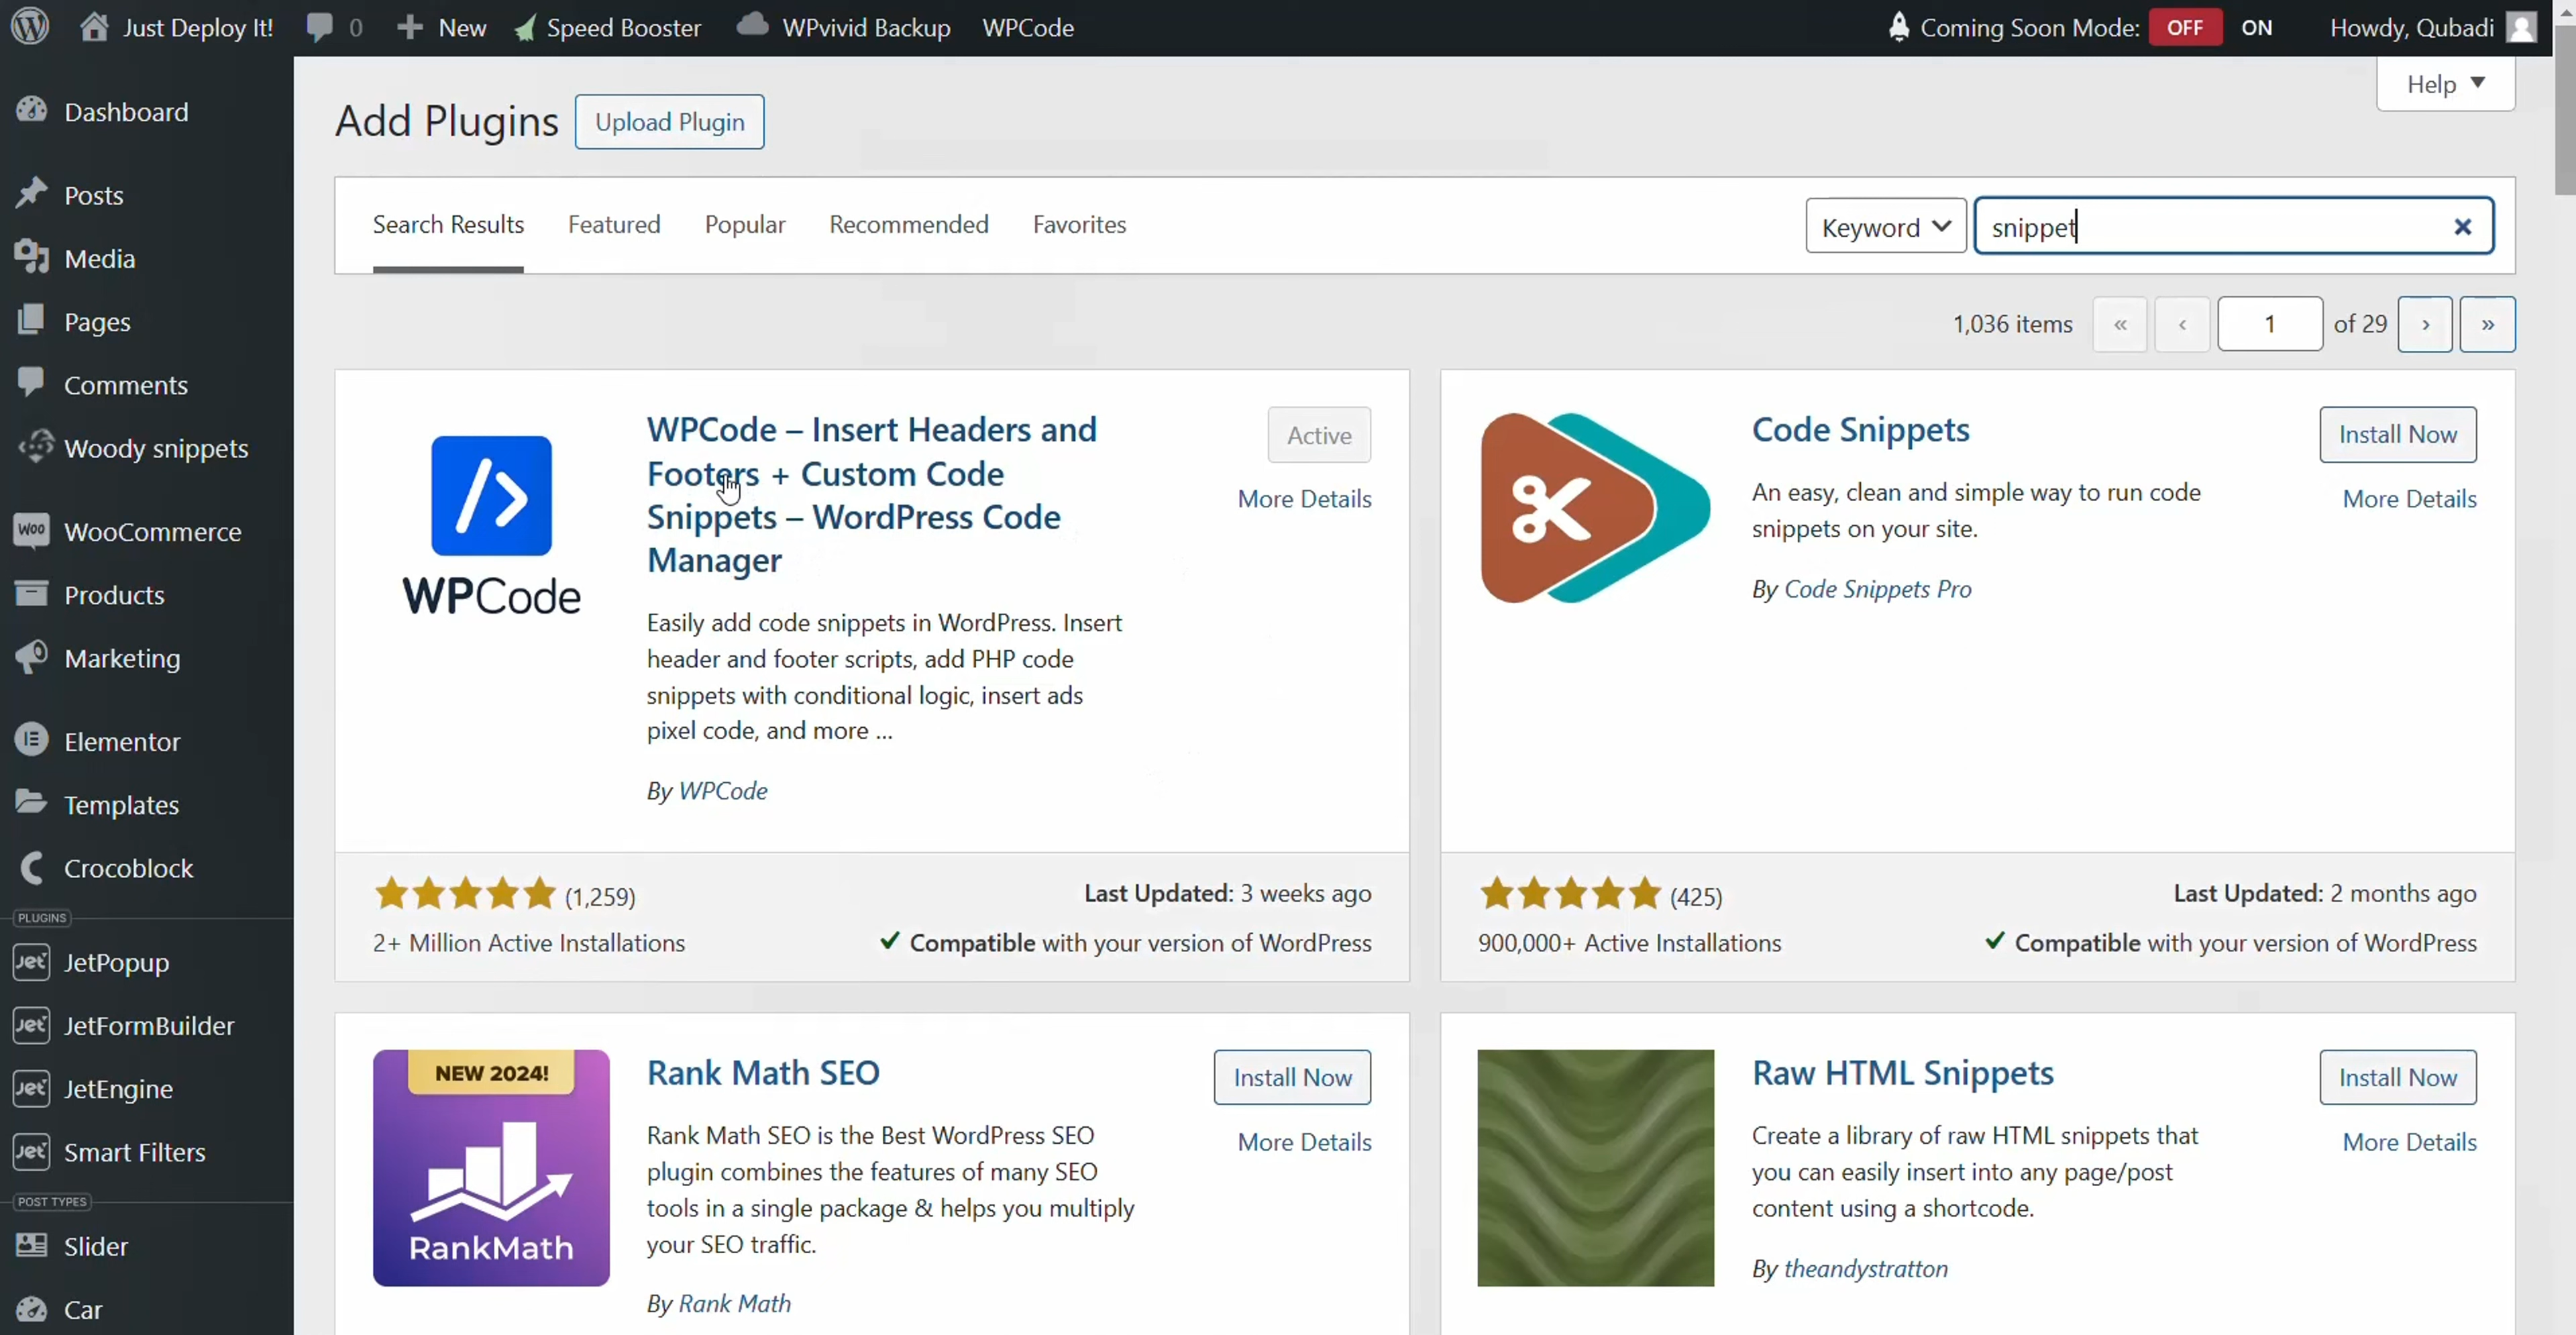 Just Deploy It!
0
New
Speed Booster
WPvivid Backup
WPCode
Coming Soon Mode:
OFF
ON
Howdy, Qubadi
Dashboard
Posts
Media
Pages
Comments
Woody snippets
Woo
WooCommerce
Products
Marketing
Elementor
Templates
Crocoblock
PLUGINS
Jet
JetPopup
Jet
JetFormBuilder
Jet
JetEngine
Jet
Smart Filters
POST TYPES
Slider
Car
Help
Add Plugins
Upload Plugin
Search Results
Featured
Popular
Recommended
Favorites
Keyword
snippet
1,036 items
«
‹
1
of 29
›
»
WPCode
WPCode – Insert Headers and
Footers + Custom Code
Snippets – WordPress Code
Manager
Active
More Details
Easily add code snippets in WordPress. Insert
header and footer scripts, add PHP code
snippets with conditional logic, insert ads
pixel code, and more ...
By WPCode
(1,259)
Last Updated: 3 weeks ago
2+ Million Active Installations
Compatible with your version of WordPress
Code Snippets
Install Now
More Details
An easy, clean and simple way to run code
snippets on your site.
By Code Snippets Pro
(425)
Last Updated: 2 months ago
900,000+ Active Installations
Compatible with your version of WordPress
NEW 2024!
RankMath
Rank Math SEO
Install Now
More Details
Rank Math SEO is the Best WordPress SEO
plugin combines the features of many SEO
tools in a single package & helps you multiply
your SEO traffic.
By Rank Math
Raw HTML Snippets
Install Now
More Details
Create a library of raw HTML snippets that
you can easily insert into any page/post
content using a shortcode.
By theandystratton